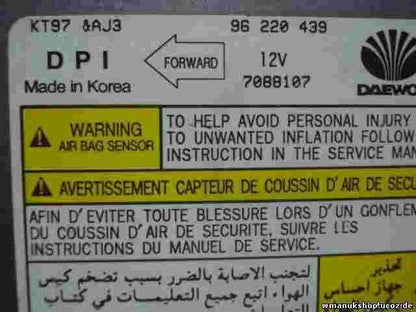 KT97 &AJ3 96 220 439
DPI FORWARD 12V
Made in Korea 7088107
DAEWO
WARNING
AIR BAG SENSOR
TO HELP AVOID PERSONAL INJURY
TO UNWANTED INFLATION FOLLOW
INSTRUCTION IN THE SERVICE MAN
AVERTISSEMENT CAPTEUR DE COUSSIN D'AIR DE SECU
AFIN D'EVITER TOUTE BLESSURE LORS D'UN GONFLEM
DU COUSSIN D'AIR DE SECURITE, SUIVRE LES
INSTRUCTIONS DU MANUEL DE SERVICE.
لتجنب الاصابة بالضرر بسبب تضخم كيس
الهواء اتبع جميع التعليمات في كتاب
تحذير
جهاز احساس
wmanukshop.ucoz.de